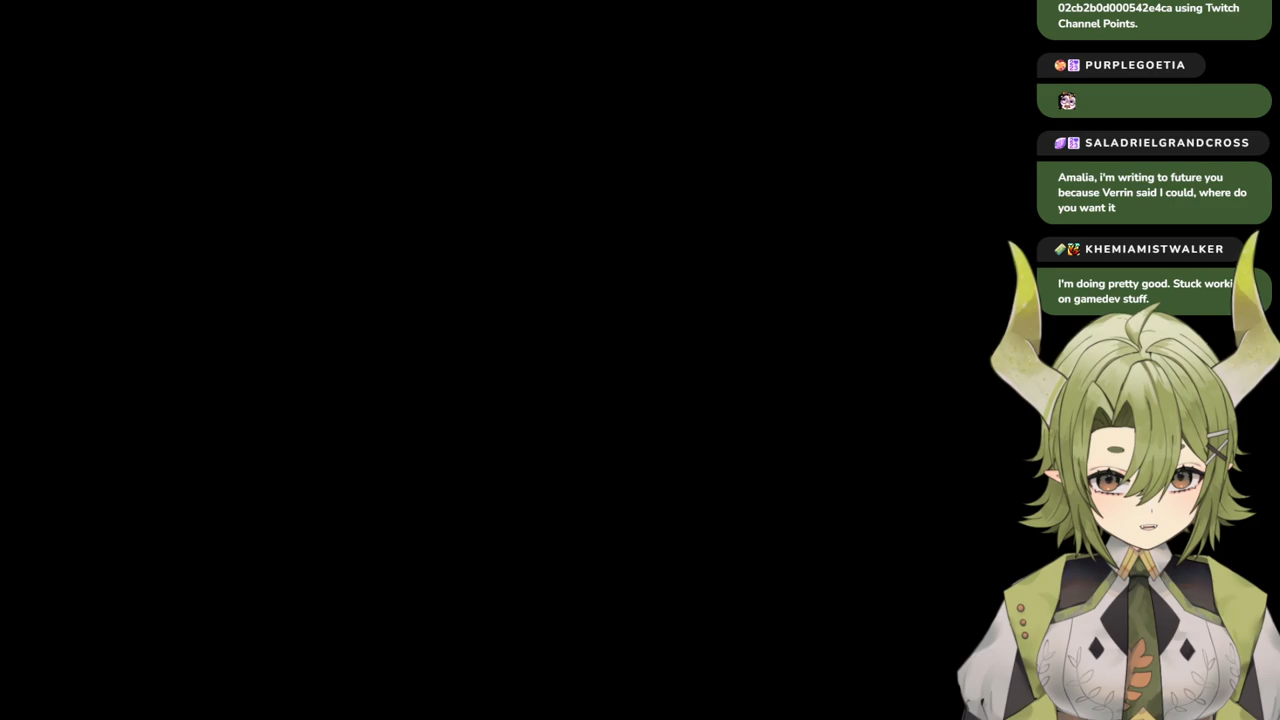 02cb2b0d000542e4ca using Twitch
Channel Points.
PURPLEGOETIA
SALADRIELGRANDCROSS
Amalia, i'm writing to future you
because Verrin said I could, where do
you want it
KHEMIAMISTWALKER
I'm doing pretty good. Stuck worki
on gamedev stuff.